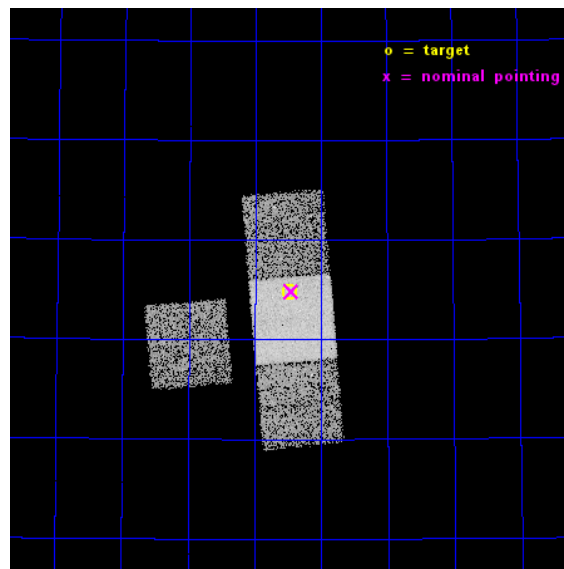 o = target
x = nominal pointing